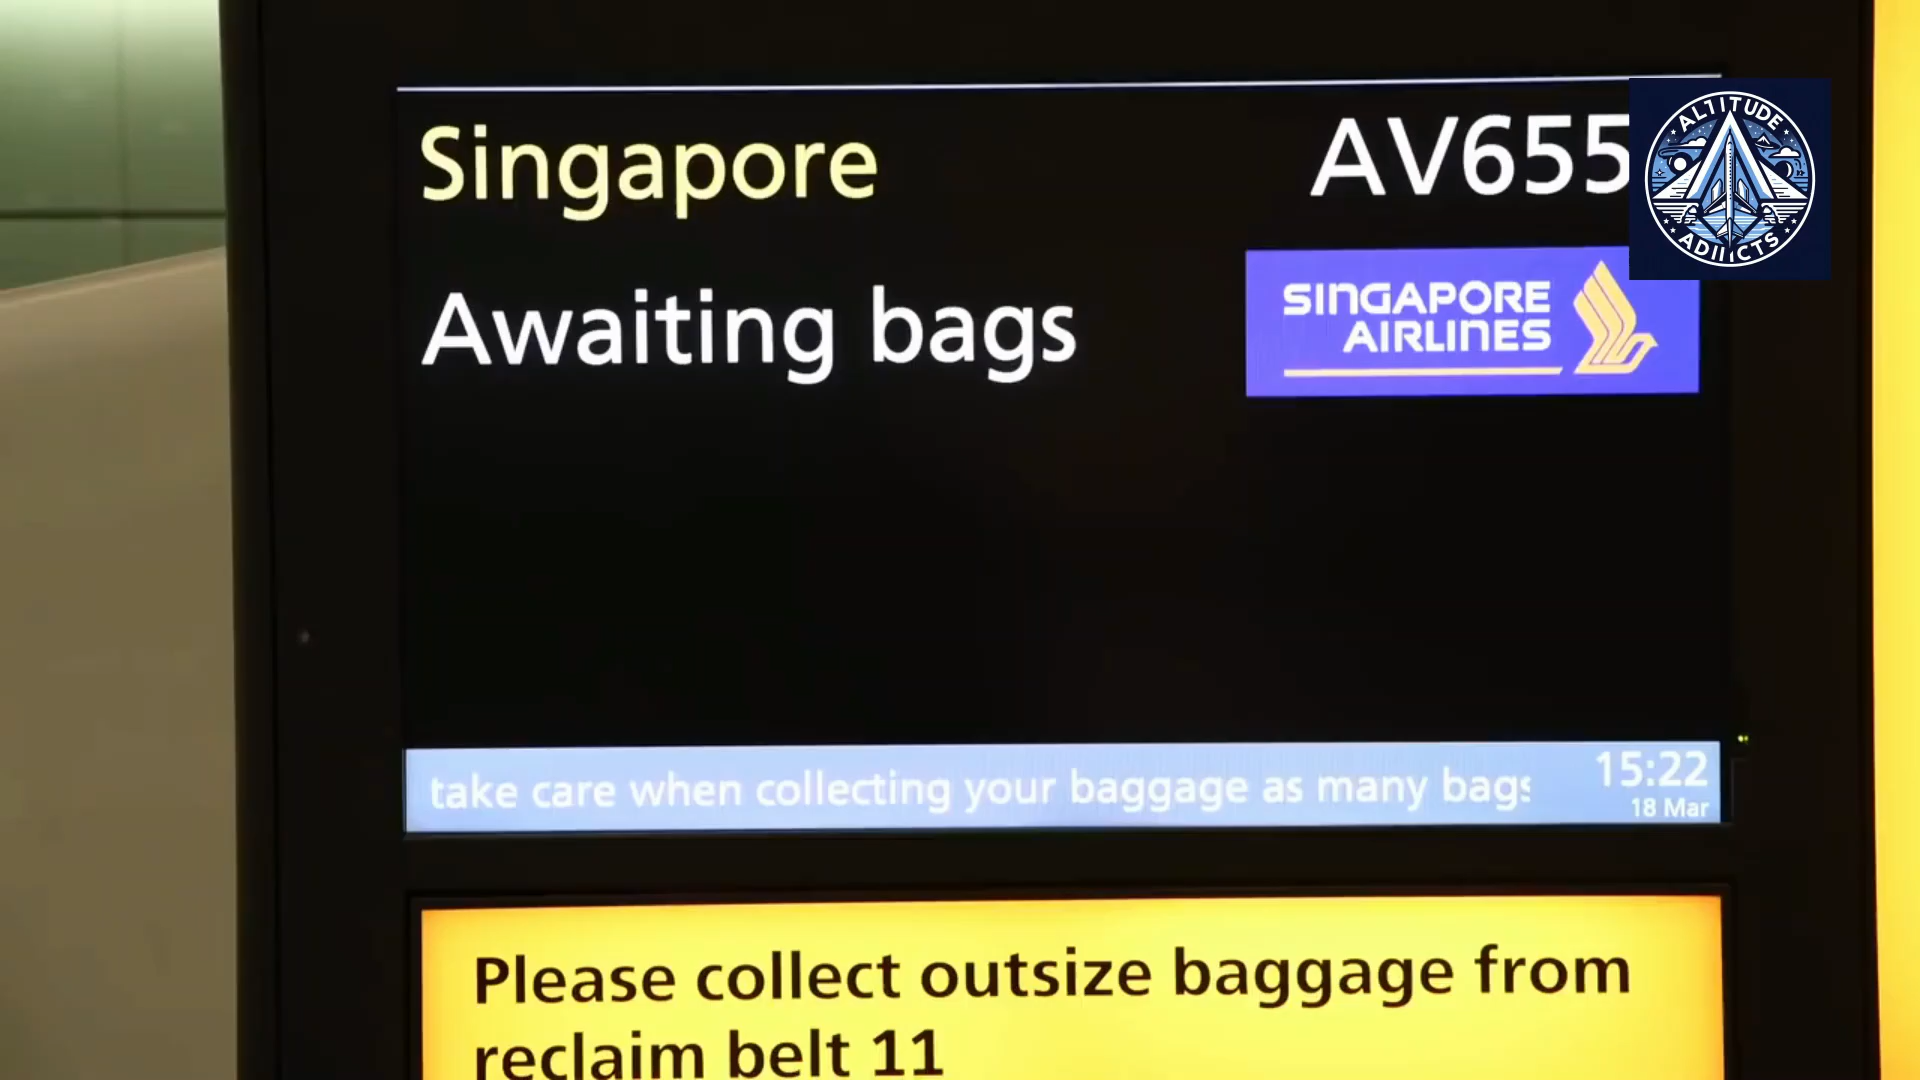 Singapore
AV655
Awaiting bags
SINGAPORE
AIRLINES
take care when collecting your baggage as many bags
15:22
18 Mar
Please collect outsize baggage from
reclaim belt 11
ALTITUDE